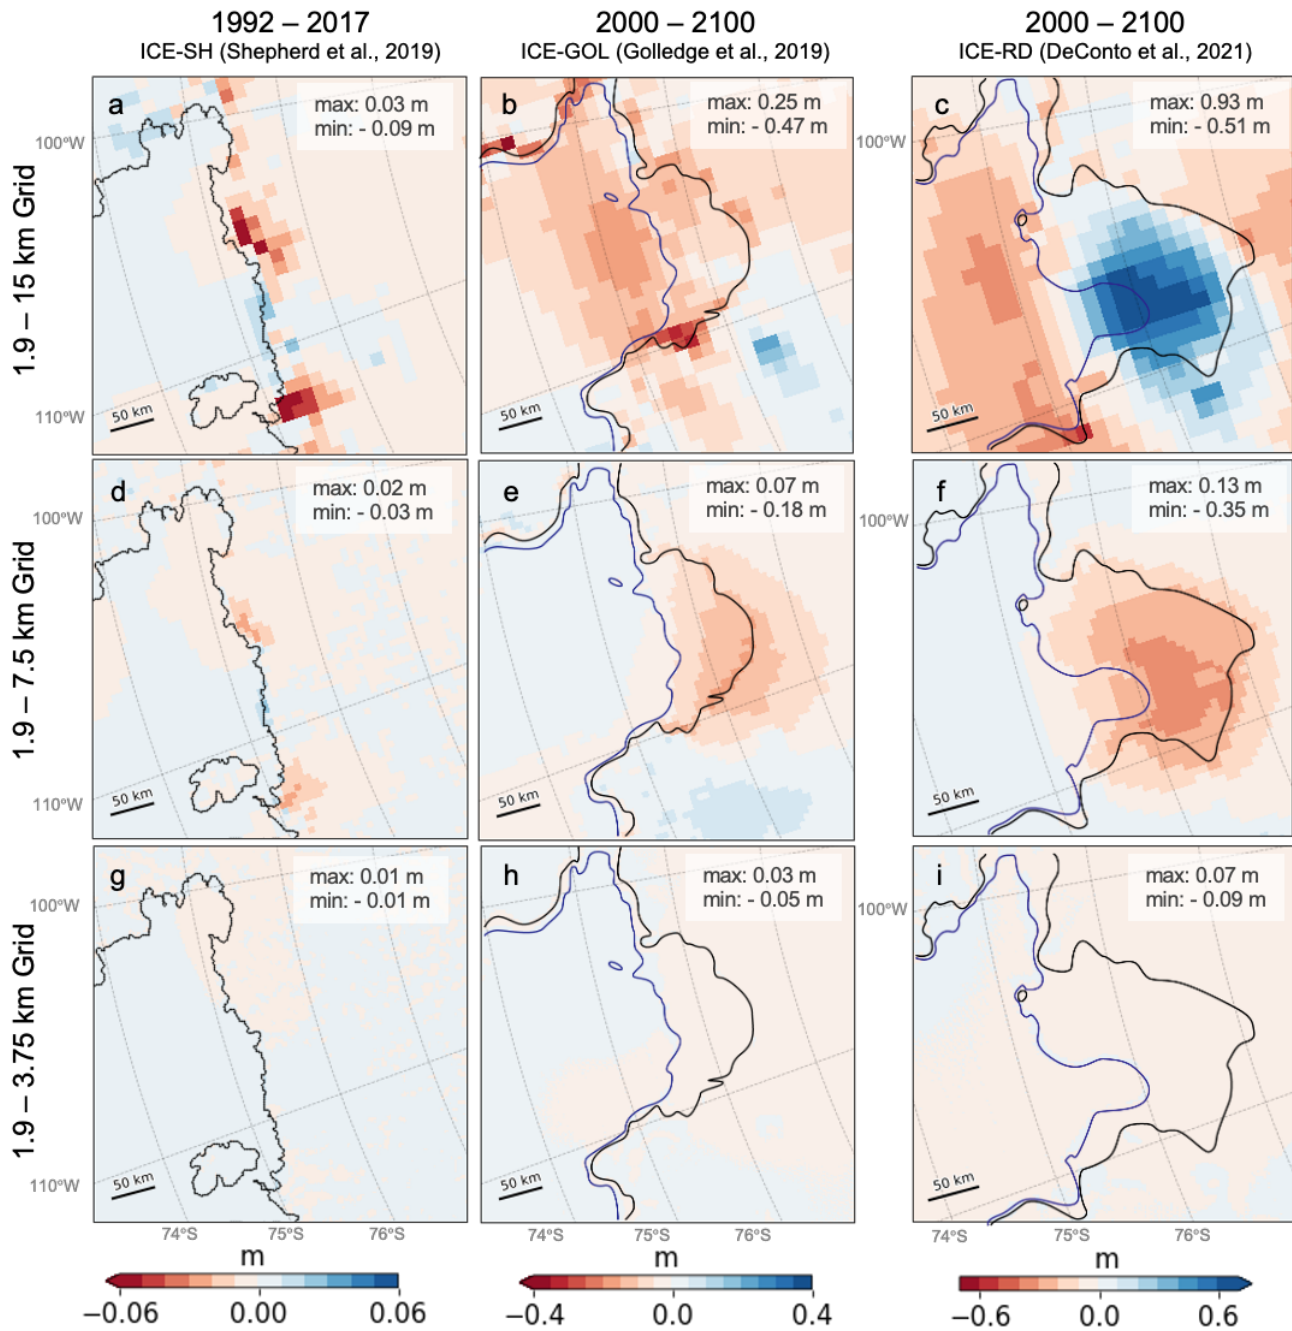 1992 – 2017
ICE-SH (Shepherd et al., 2019)
2000 – 2100
ICE-GOL (Golledge et al., 2019)
2000 – 2100
ICE-RD (DeConto et al., 2021)
1.9 – 15 km Grid
a
max: 0.03 m
min: - 0.09 m
100°W
110°W
50 km
b
max: 0.25 m
min: - 0.47 m
50 km
c
max: 0.93 m
min: - 0.51 m
100°W
50 km
1.9 – 7.5 km Grid
d
max: 0.02 m
min: - 0.03 m
100°W
110°W
50 km
e
max: 0.07 m
min: - 0.18 m
50 km
f
max: 0.13 m
min: - 0.35 m
100°W
50 km
1.9 – 3.75 km Grid
g
max: 0.01 m
min: - 0.01 m
100°W
110°W
50 km
h
max: 0.03 m
min: - 0.05 m
50 km
i
max: 0.07 m
min: - 0.09 m
100°W
50 km
74°S 75°S 76°S
74°S 75°S 76°S
74°S 75°S 76°S
m
−0.06 0.00 0.06
m
−0.4 0.0 0.4
m
−0.6 0.0 0.6